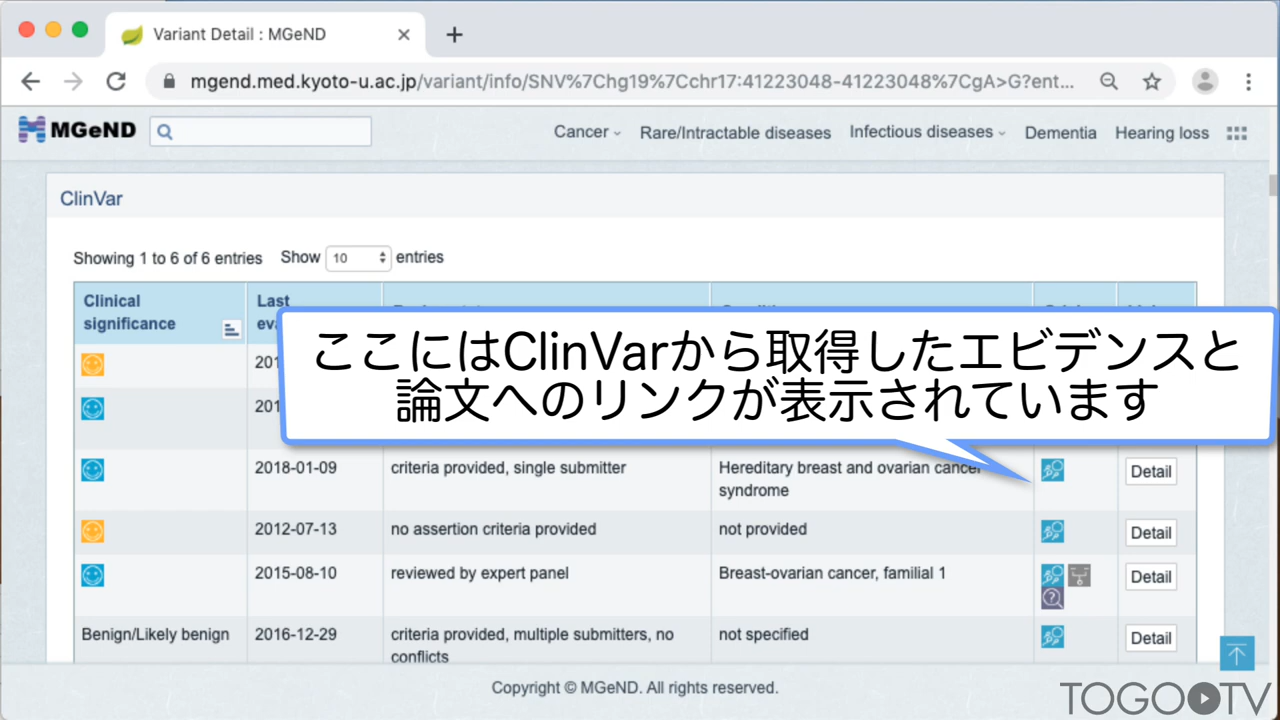 Variant Detail : MGeND
mgend.med.kyoto-u.ac.jp/variant/info/SNV%7Chg19%7Cchr17:41223048-41223048%7CgA>G?ent...
MGeND
Cancer Rare/Intractable diseases Infectious diseases Dementia Hearing loss
ClinVar
Showing 1 to 6 of 6 entries Show 10 entries
Clinical significance
Last
ここにはClinVarから取得したエビデンスと
論文へのリンクが表示されています
2018-01-09 criteria provided, single submitter Hereditary breast and ovarian cancer Detail
syndrome
2012-07-13 no assertion criteria provided not provided Detail
2015-08-10 reviewed by expert panel Breast-ovarian cancer, familial 1 Detail
Benign/Likely benign 2016-12-29 criteria provided, multiple submitters, no not specified Detail
conflicts
Copyright © MGeND. All rights reserved.
TOGOTV